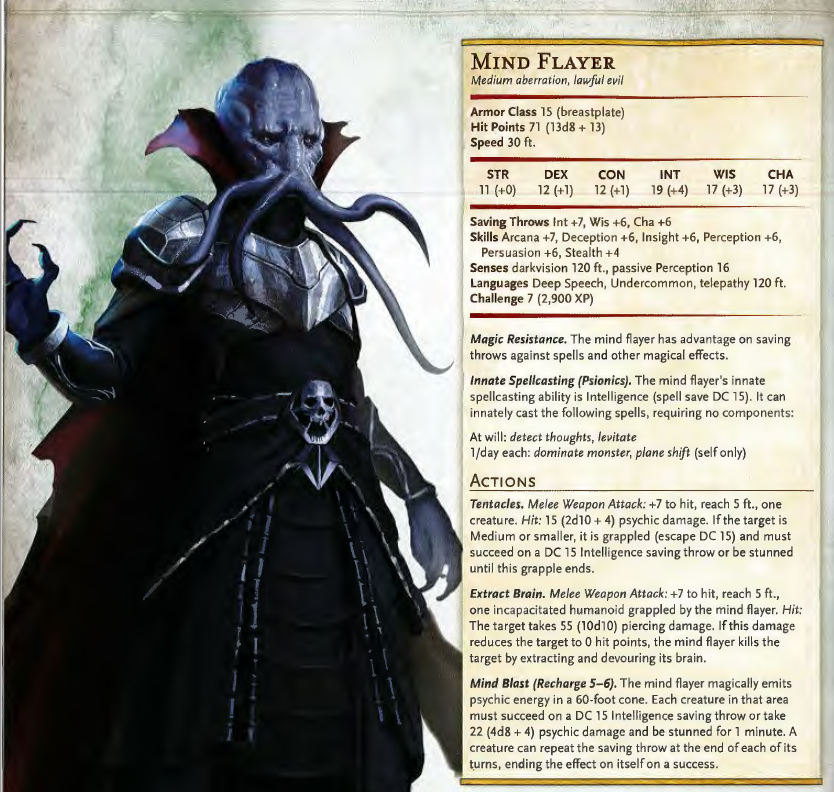 MIND FLAYER
Medium aberration, lawful evil
Armor Class 15 (breastplate)
Hit Points 71 (13d8 + 13)
Speed 30 ft.
STR DEX CON INT WIS CHA
11 (+0) 12 (+1) 12 (+1) 19 (+4) 17 (+3) 17 (+3)
Saving Throws Int +7, Wis +6, Cha +6
Skills Arcana +7, Deception +6, Insight +6, Perception +6,
Persuasion +6, Stealth +4
Senses darkvision 120 ft., passive Perception 16
Languages Deep Speech, Undercommon, telepathy 120 ft.
Challenge 7 (2,900 XP)
Magic Resistance. The mind flayer has advantage on saving
throws against spells and other magical effects.
Innate Spellcasting (Psionics). The mind flayer's innate
spellcasting ability is Intelligence (spell save DC 15). It can
innately cast the following spells, requiring no components:
At will: detect thoughts, levitate
1/day each: dominate monster, plane shift (self only)
ACTIONS
Tentacles. Melee Weapon Attack: +7 to hit, reach 5 ft., one
creature. Hit: 15 (2d10 + 4) psychic damage. If the target is
Medium or smaller, it is grappled (escape DC 15) and must
succeed on a DC 15 Intelligence saving throw or be stunned
until this grapple ends.
Extract Brain. Melee Weapon Attack: +7 to hit, reach 5 ft.,
one incapacitated humanoid grappled by the mind flayer. Hit:
The target takes 55 (10d10) piercing damage. If this damage
reduces the target to 0 hit points, the mind flayer kills the
target by extracting and devouring its brain.
Mind Blast (Recharge 5–6). The mind flayer magically emits
psychic energy in a 60-foot cone. Each creature in that area
must succeed on a DC 15 Intelligence saving throw or take
22 (4d8 + 4) psychic damage and be stunned for 1 minute. A
creature can repeat the saving throw at the end of each of its
turns, ending the effect on itself on a success.